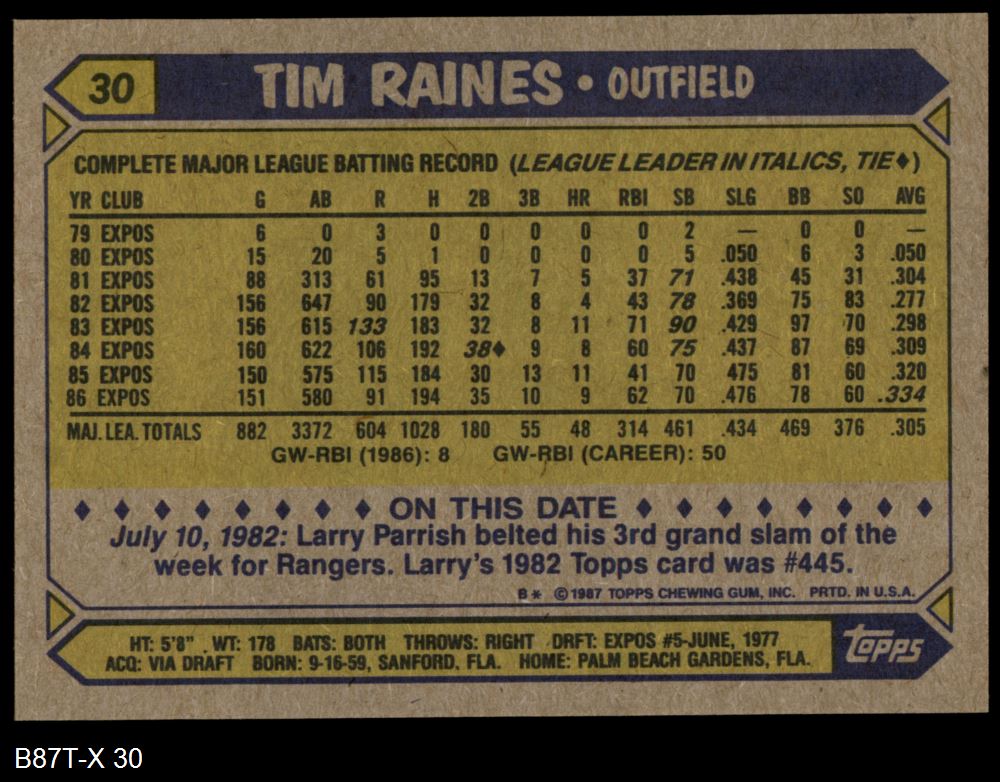 30 TIM RAINES • OUTFIELD
COMPLETE MAJOR LEAGUE BATTING RECORD (LEAGUE LEADER IN ITALICS, TIE♦)
YR CLUB G AB R H 2B 3B HR RBI SB SLG BB SO AVG
79 EXPOS 6 0 3 0 0 0 0 0 2 — 0 0 —
80 EXPOS 15 20 5 1 0 0 0 0 5 .050 6 3 .050
81 EXPOS 88 313 61 95 13 7 5 37 71 .438 45 31 .304
82 EXPOS 156 647 90 179 32 8 4 43 78 .369 75 83 .277
83 EXPOS 156 615 133 183 32 8 11 71 90 .429 97 70 .298
84 EXPOS 160 622 106 192 38♦ 9 8 60 75 .437 87 69 .309
85 EXPOS 150 575 115 184 30 13 11 41 70 .475 81 60 .320
86 EXPOS 151 580 91 194 35 10 9 62 70 .476 78 60 .334
MAJ. LEA. TOTALS 882 3372 604 1028 180 55 48 314 461 .434 469 376 .305
GW-RBI (1986): 8 GW-RBI (CAREER): 50
♦ ♦ ♦ ♦ ♦ ♦ ♦ ♦ ON THIS DATE ♦ ♦ ♦ ♦ ♦ ♦ ♦ ♦
July 10, 1982: Larry Parrish belted his 3rd grand slam of the
week for Rangers. Larry's 1982 Topps card was #445.
B* ©1987 TOPPS CHEWING GUM, INC. PRTD. IN U.S.A.
HT: 5'8" WT: 178 BATS: BOTH THROWS: RIGHT DRFT: EXPOS #5-JUNE, 1977
ACQ: VIA DRAFT BORN: 9-16-59, SANFORD, FLA. HOME: PALM BEACH GARDENS, FLA.
topps
B87T-X 30